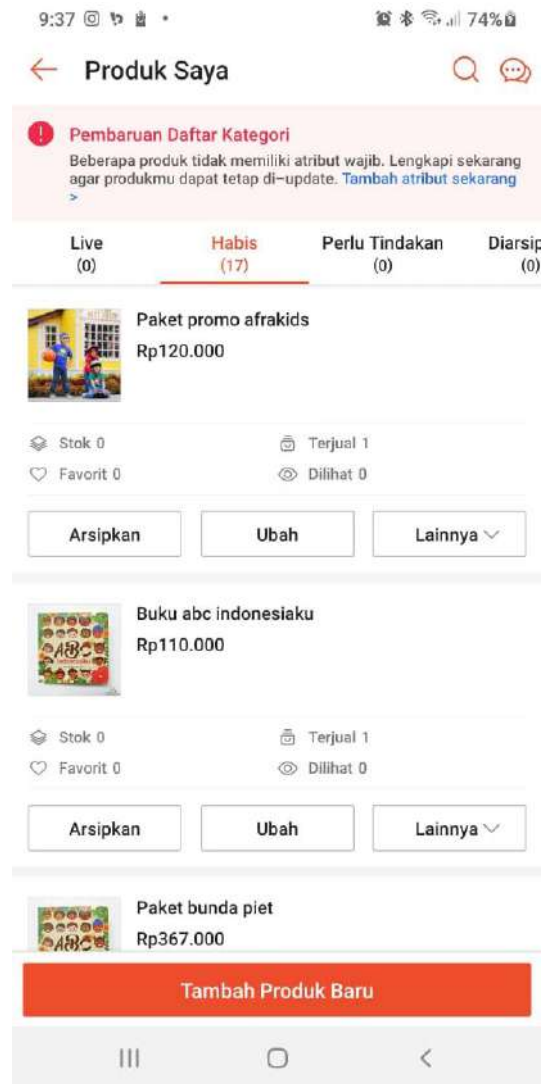 9:37
74%
Produk Saya
Pembaruan Daftar Kategori
Beberapa produk tidak memiliki atribut wajib. Lengkapi sekarang
agar produkmu dapat tetap di-update. Tambah atribut sekarang
>
Live Habis Perlu Tindakan Diarsip
(0) (17) (0) (0)
Paket promo afrakids
Rp120.000
Stok 0 Terjual 1
Favorit 0 Dilihat 0
Arsipkan Ubah Lainnya
Buku abc indonesiaku
Rp110.000
ABC
Stok 0 Terjual 1
Favorit 0 Dilihat 0
Arsipkan Ubah Lainnya
Paket bunda piet
Rp367.000
ABC
Tambah Produk Baru